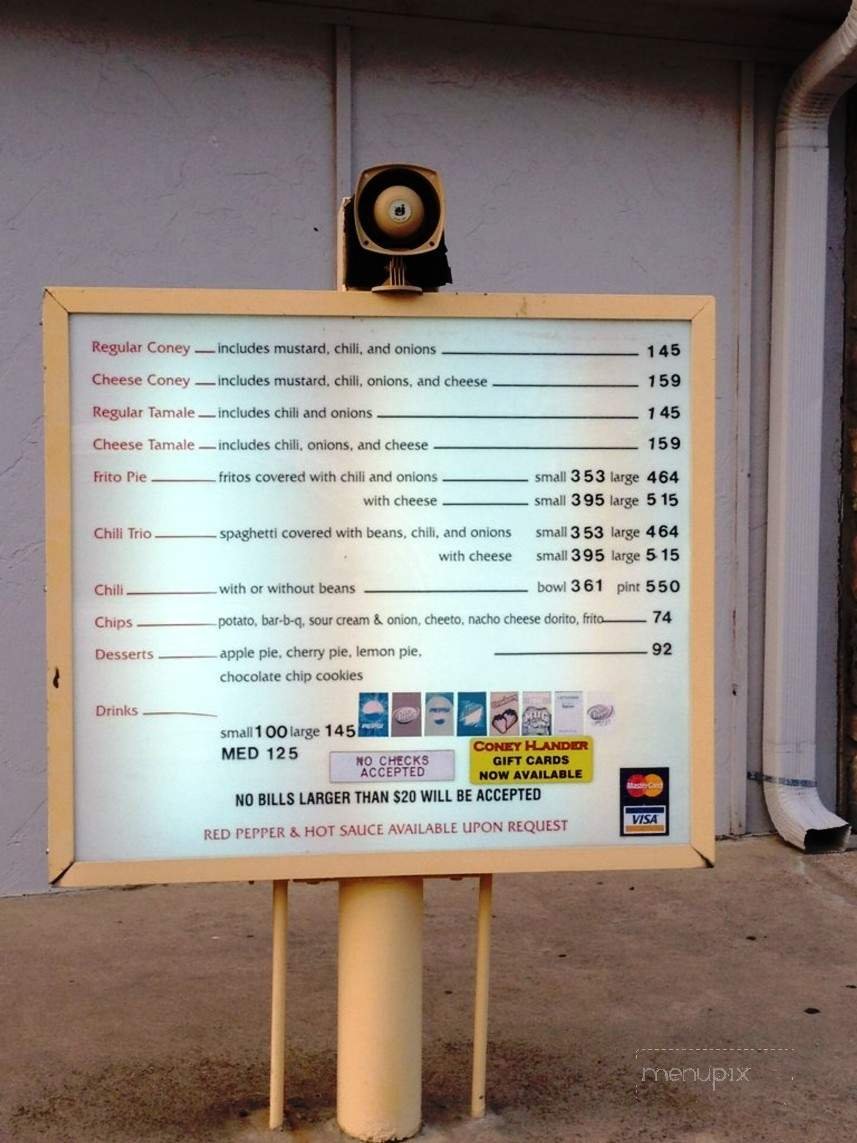 Regular Coney includes mustard, chili, and onions 145
Cheese Coney includes mustard, chili, onions, and cheese 159
Regular Tamale includes chili and onions 145
Cheese Tamale includes chili, onions, and cheese 159
Frito Pie fritos covered with chili and onions small 353 large 464
with cheese small 395 large 515
Chili Trio spaghetti covered with beans, chili, and onions small 353 large 464
with cheese small 395 large 515
Chili with or without beans bowl 361 pint 550
Chips potato, bar-b-q, sour cream & onion, cheeto, nacho cheese dorito, frito 74
Desserts apple pie, cherry pie, lemon pie, 92
chocolate chip cookies
Drinks
small 100 large 145
MED 125
NO CHECKS
ACCEPTED
CONEY I-LANDER
GIFT CARDS
NOW AVAILABLE
NO BILLS LARGER THAN $20 WILL BE ACCEPTED
MasterCard
VISA
RED PEPPER & HOT SAUCE AVAILABLE UPON REQUEST
menupix